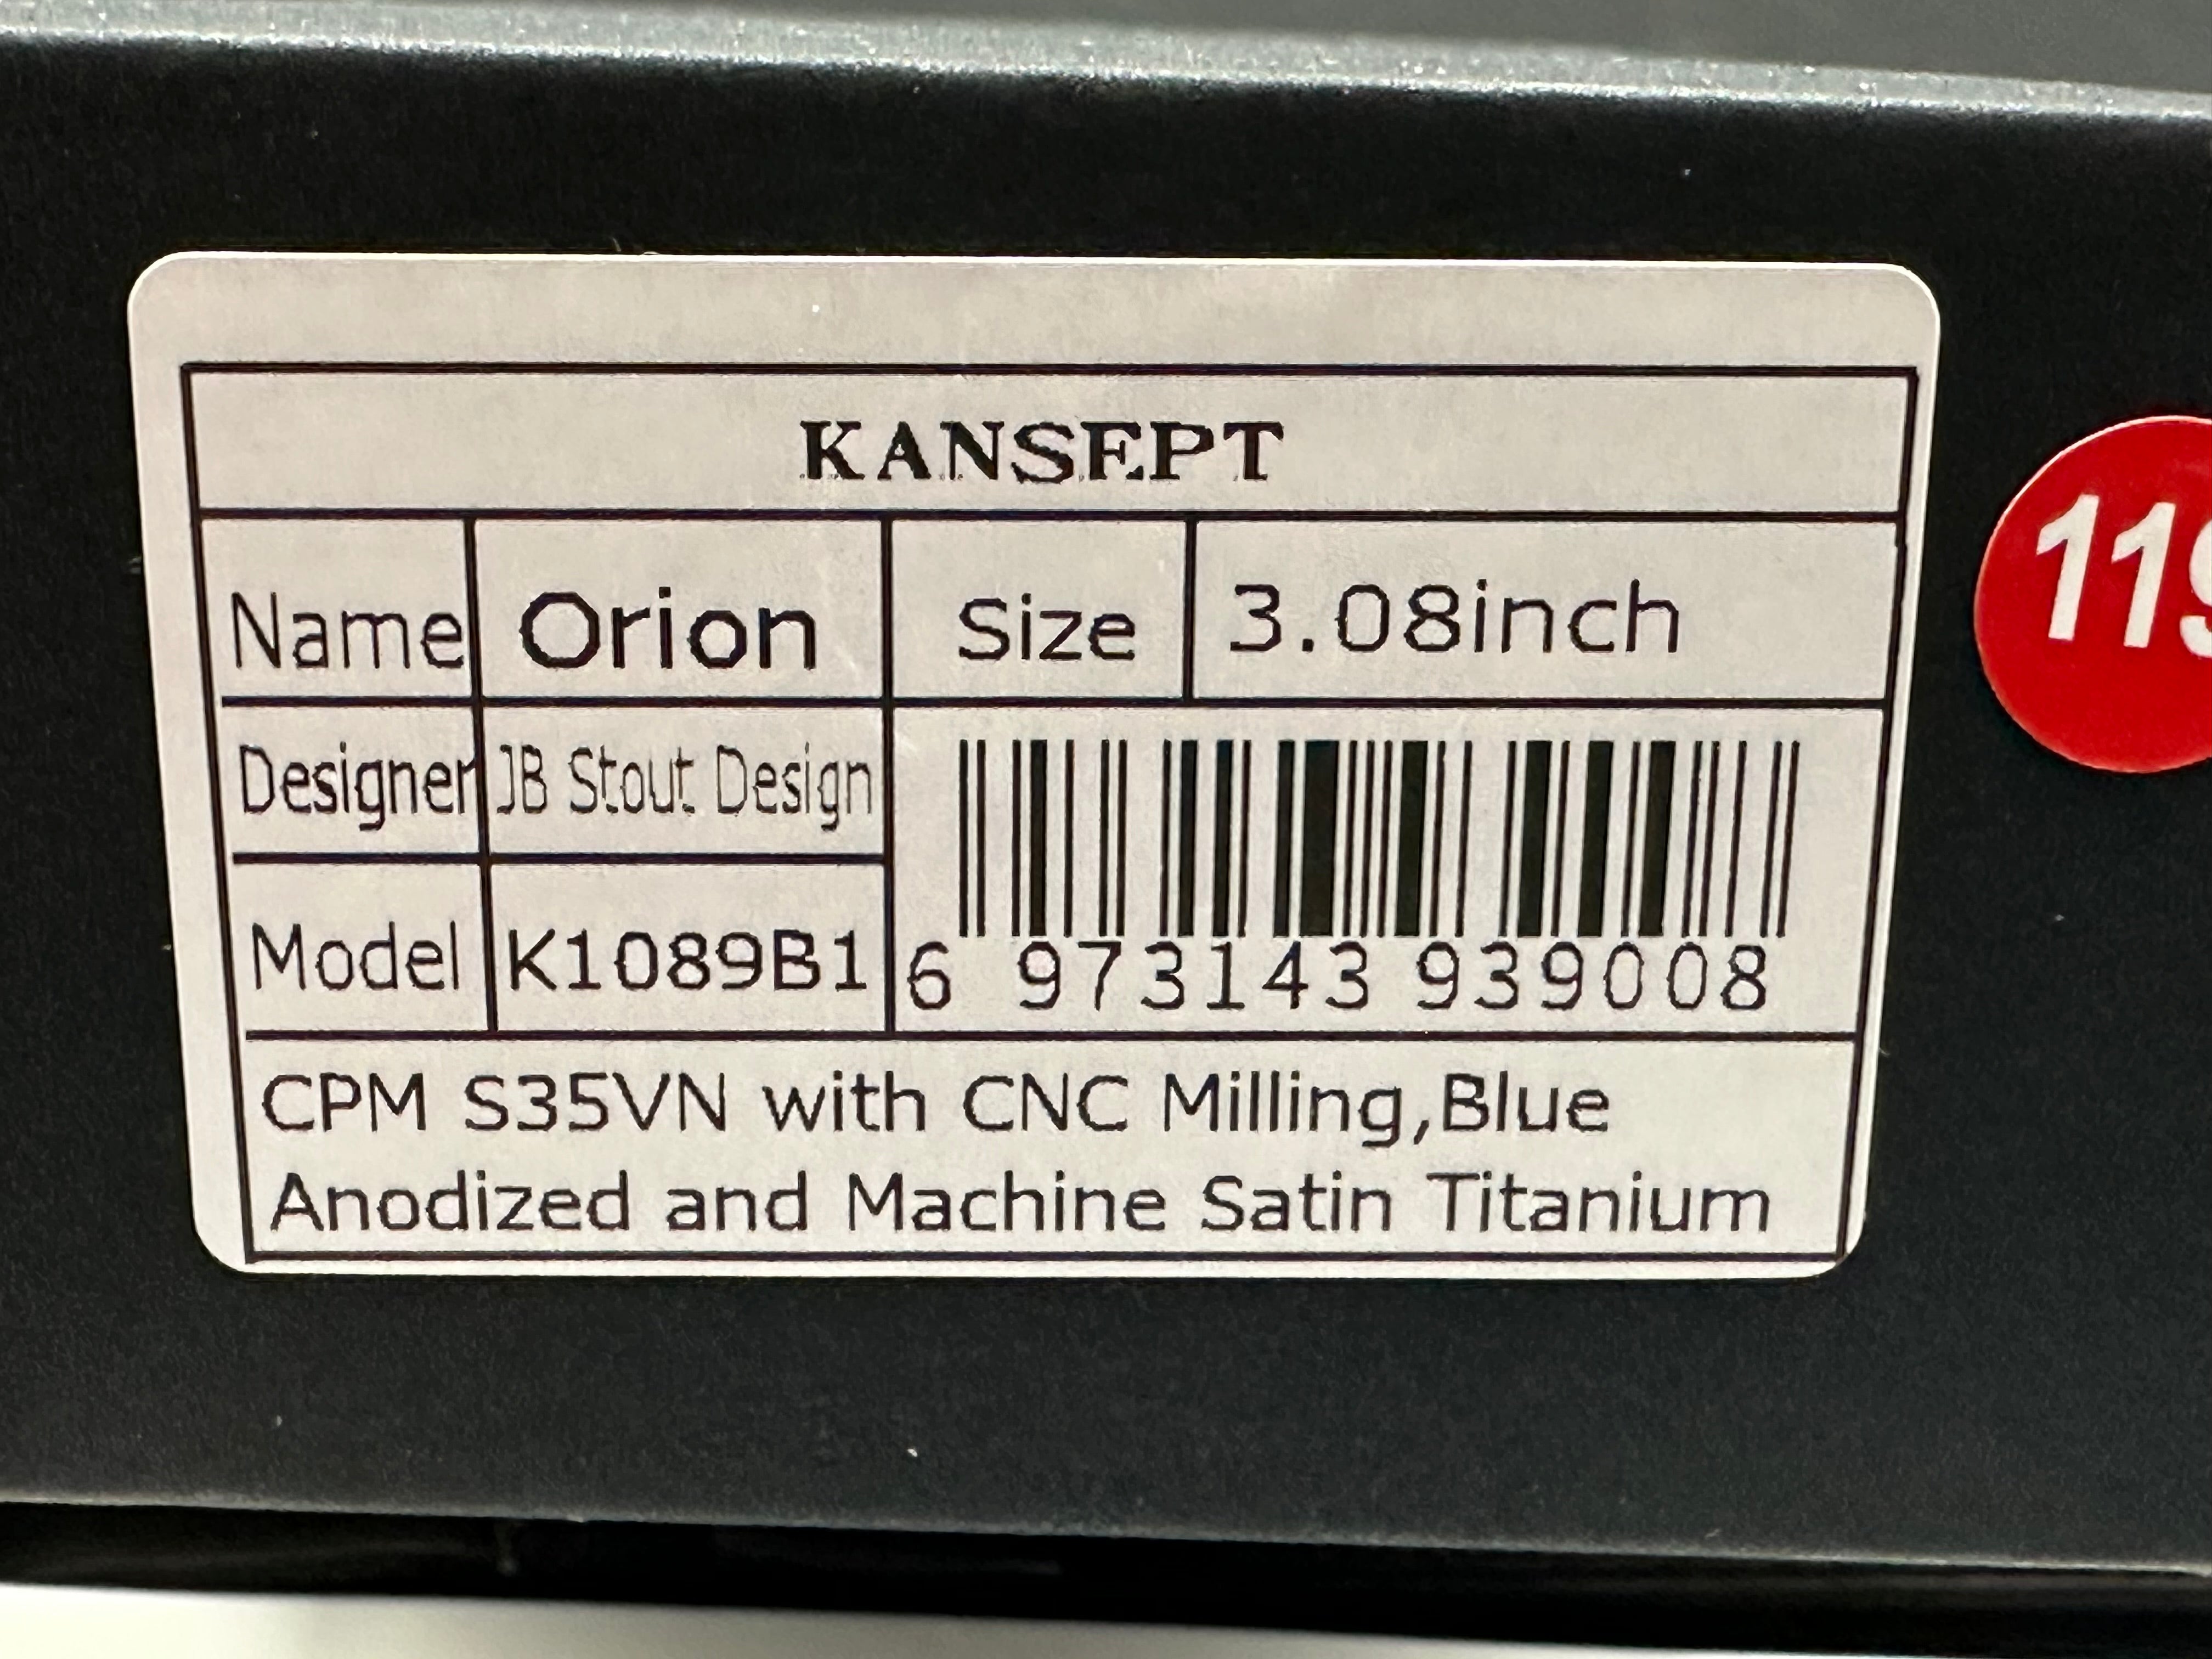 KANSEPT
Name Orion Size 3.08inch
Designer JB Stout Design
Model K1089B1
6 973143 939008
CPM S35VN with CNC Milling,Blue
Anodized and Machine Satin Titanium